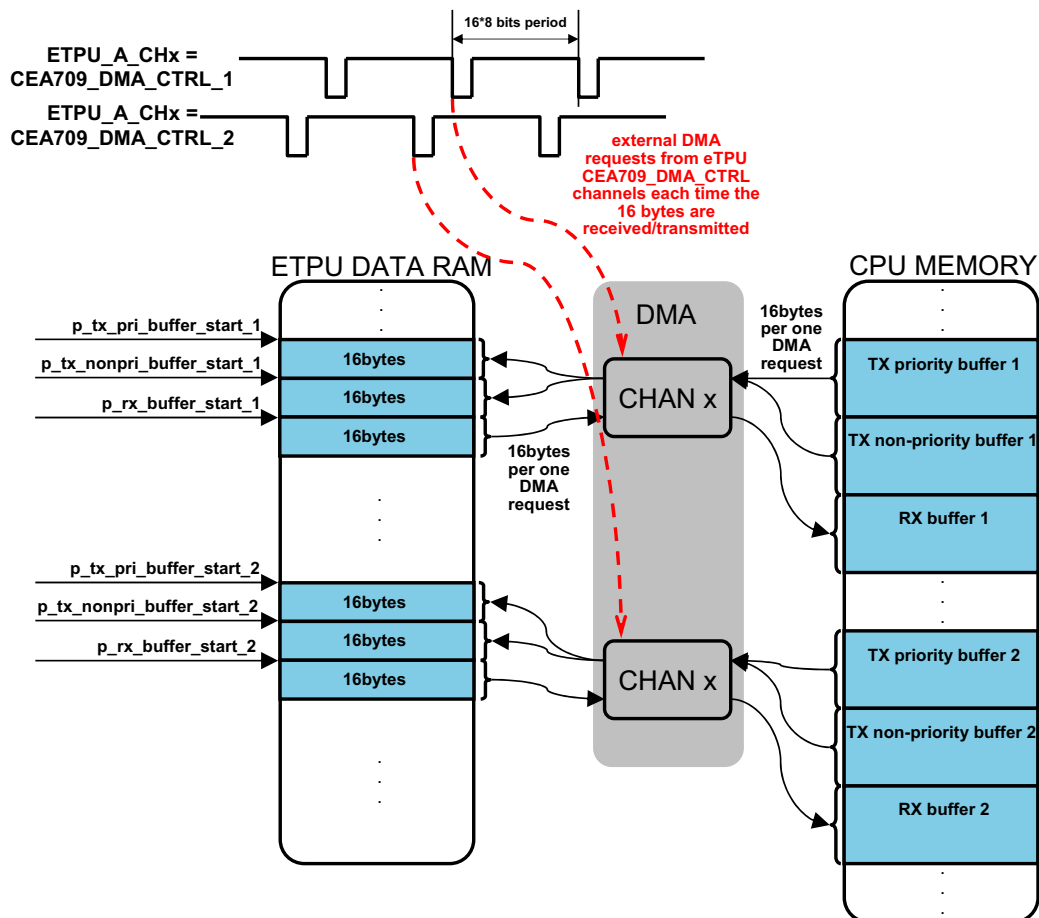 16*8 bits period
ETPU_A_CHx =
CEA709_DMA_CTRL_1
ETPU_A_CHx =
CEA709_DMA_CTRL_2
external DMA
requests from eTPU
CEA709_DMA_CTRL
channels each time the
16 bytes are
received/transmitted
ETPU DATA RAM
CPU MEMORY
DMA
p_tx_pri_buffer_start_1
p_tx_nonpri_buffer_start_1
p_rx_buffer_start_1
16bytes
16bytes
16bytes
16bytes
per one
DMA
request
CHAN x
16bytes
per one
DMA
request
TX priority buffer 1
TX non-priority buffer 1
RX buffer 1
p_tx_pri_buffer_start_2
p_tx_nonpri_buffer_start_2
p_rx_buffer_start_2
16bytes
16bytes
16bytes
CHAN x
TX priority buffer 2
TX non-priority buffer 2
RX buffer 2